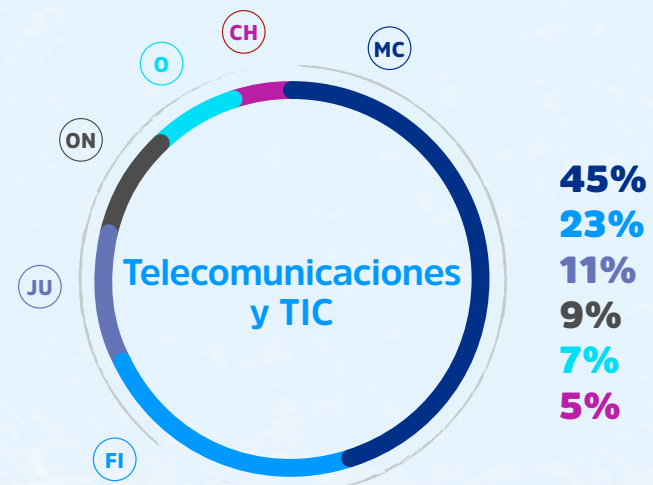 CH
MC
O
ON
JU
FI
Telecomunicaciones
y TIC
45%
23%
11%
9%
7%
5%